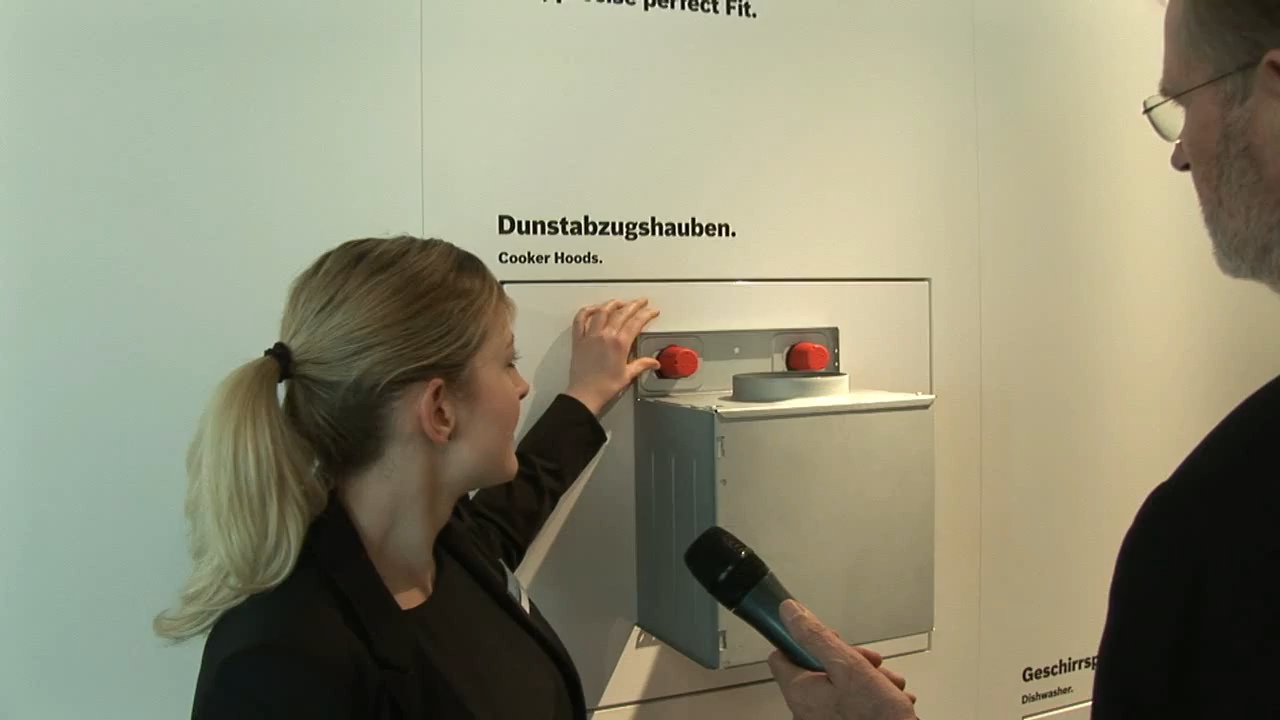 perfect Fit.
Dunstabzugshauben.
Cooker Hoods.
Dishwasher.